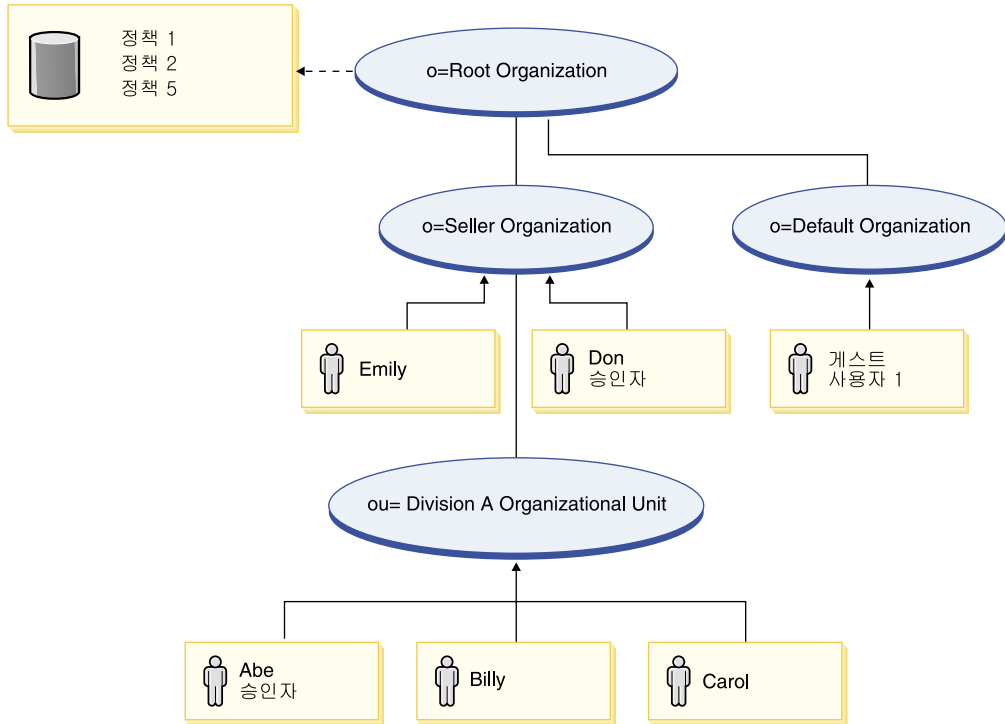 정책 1
정책 2
정책 5
o=Root Organization
o=Seller Organization
o=Default Organization
Emily
Don
승인자
게스트
사용자 1
ou= Division A Organizational Unit
Abe
승인자
Billy
Carol